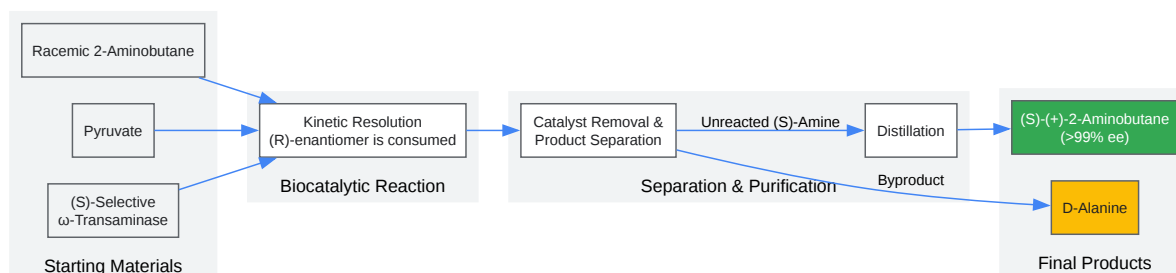 Racemic 2-Aminobutane
Pyruvate
(S)-Selective
ω-Transaminase
Starting Materials
Kinetic Resolution
(R)-enantiomer is consumed
Biocatalytic Reaction
Catalyst Removal &
Product Separation
Unreacted (S)-Amine
Distillation
Separation & Purification
Byproduct
(S)-(+)-2-Aminobutane
(>99% ee)
D-Alanine
Final Products